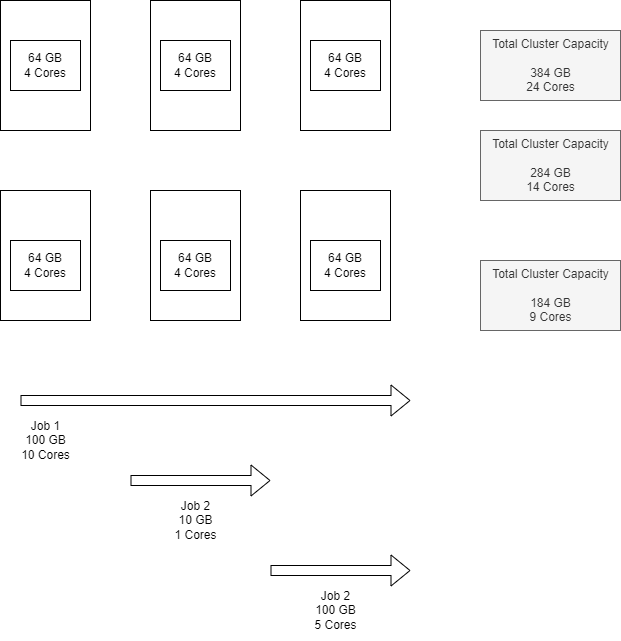 64 GB
4 Cores
64 GB
4 Cores
64 GB
4 Cores
Total Cluster Capacity
384 GB
24 Cores
Total Cluster Capacity
284 GB
14 Cores
64 GB
4 Cores
64 GB
4 Cores
64 GB
4 Cores
Total Cluster Capacity
184 GB
9 Cores
Job 1
100 GB
10 Cores
Job 2
10 GB
1 Cores
Job 2
100 GB
5 Cores